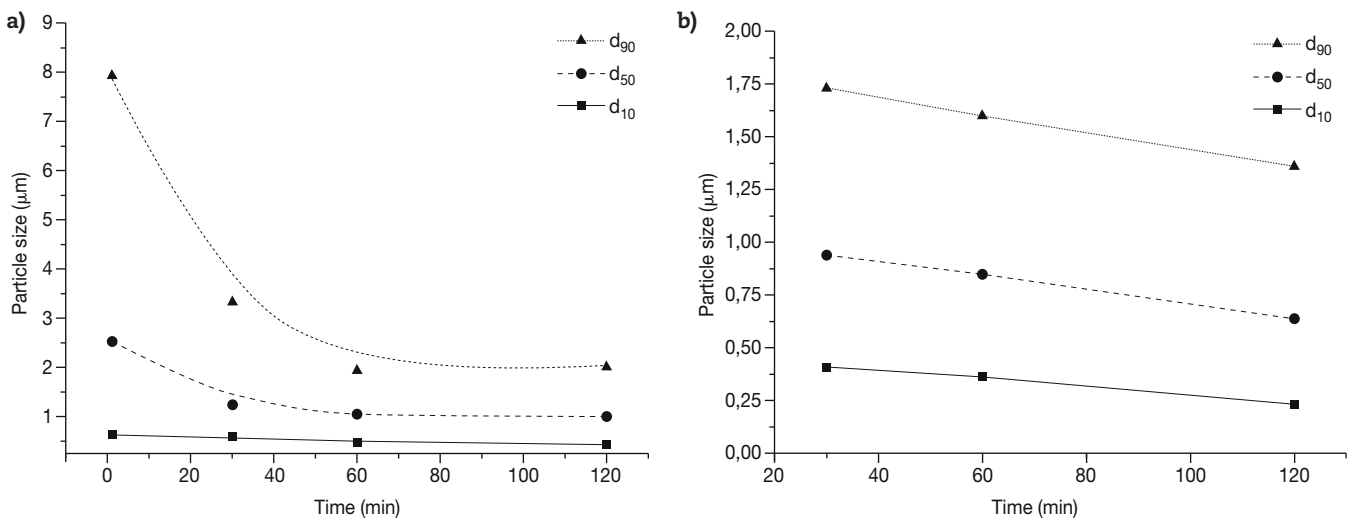 a)
9
8
7
6
5
4
3
2
1
Particle size (μm)
0 20 40 60 80 100 120
Time (min)
d90
d50
d10
b)
2,00
1,75
1,50
1,25
1,00
0,75
0,50
0,25
0,00
Particle size (μm)
20 40 60 80 100 120
Time (min)
d90
d50
d10